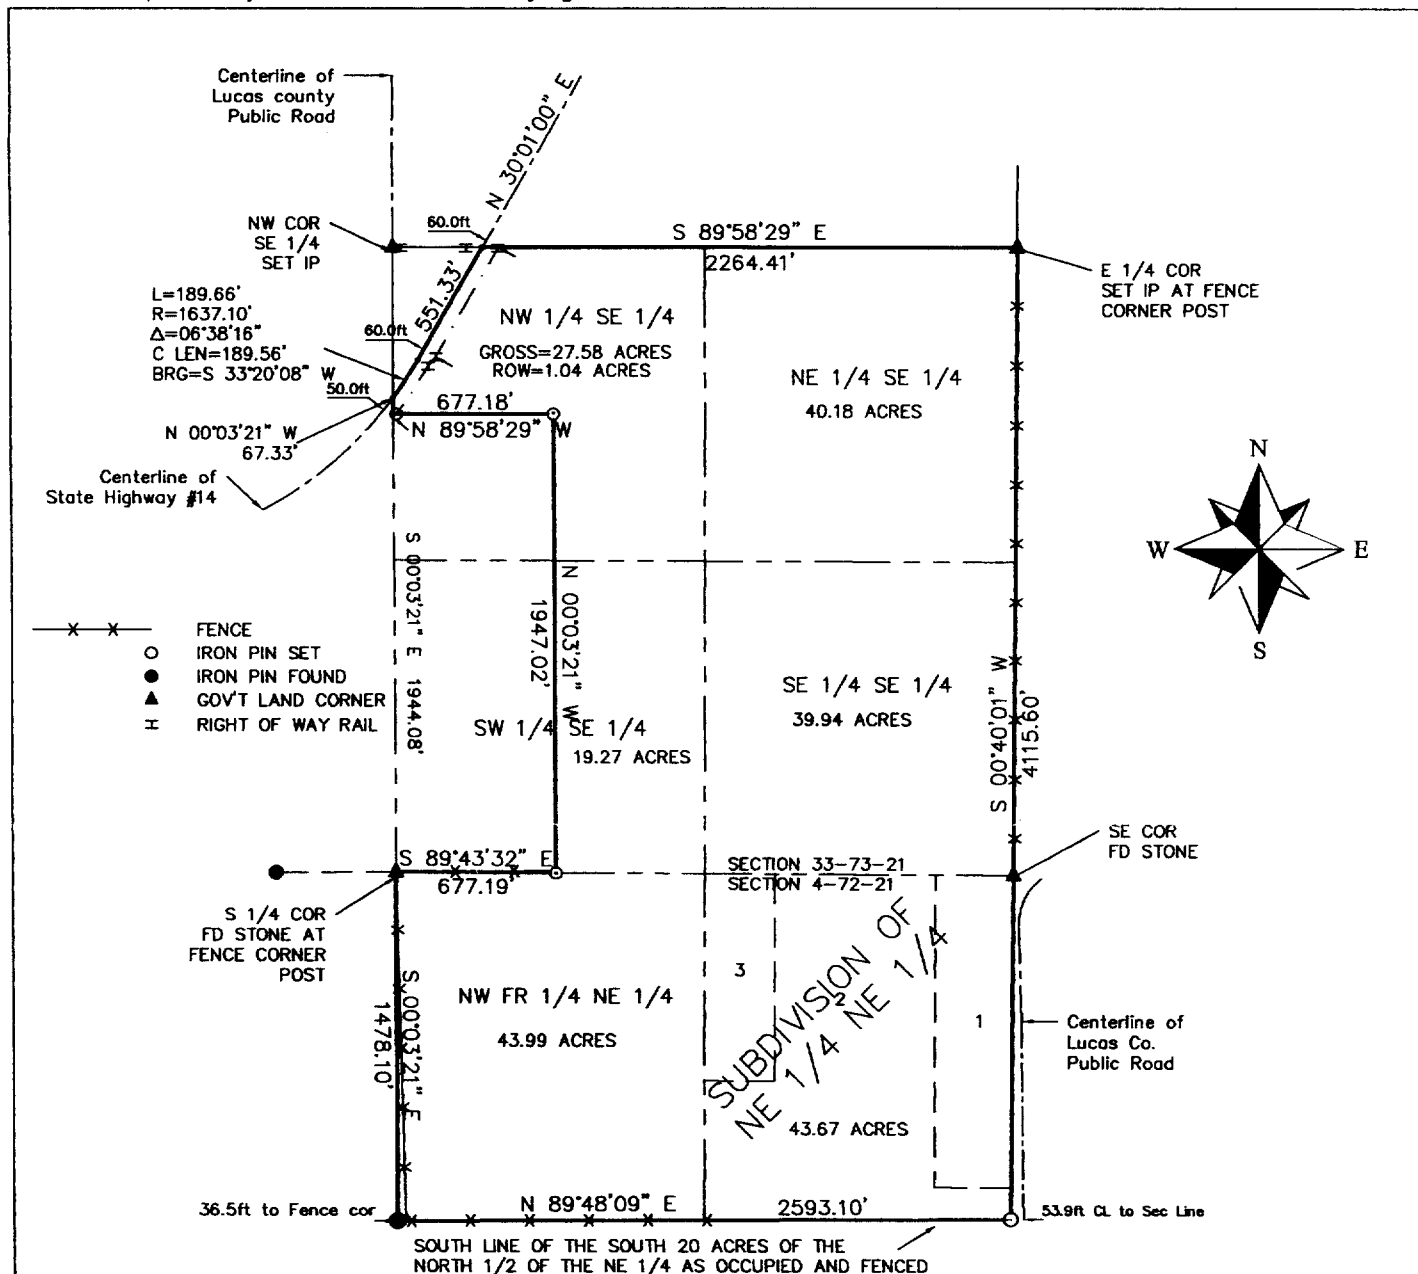 Centerline of
Lucas county
Public Road
N 30°01'00" E
NW COR
SE 1/4
SET IP
60.0ft
S 89°58'29" E
2264.41'
E 1/4 COR
SET IP AT FENCE
CORNER POST
L=189.66'
R=1637.10'
Δ=06°38'16"
C LEN=189.56'
BRG=S 33°20'08" W
551.33'
60.0ft
50.0ft
NW 1/4 SE 1/4
GROSS=27.58 ACRES
ROW=1.04 ACRES
NE 1/4 SE 1/4
40.18 ACRES
677.18'
N 89°58'29" W
N 00°03'21" W
67.33'
Centerline of
State Highway #14
N
W
E
S
S 00°03'21" E 1944.08'
N 00°03'21" W
1947.02'
FENCE
IRON PIN SET
IRON PIN FOUND
GOV'T LAND CORNER
RIGHT OF WAY RAIL
SW 1/4 SE 1/4
19.27 ACRES
SE 1/4 SE 1/4
39.94 ACRES
S 00°40'01" W
4115.60'
SE COR
FD STONE
S 89°43'32" E
677.19'
SECTION 33-73-21
SECTION 4-72-21
S 1/4 COR
FD STONE AT
FENCE CORNER
POST
S 00°03'21" E
1478.10'
NW FR 1/4 NE 1/4
43.99 ACRES
3
2
1
SUBDIVISION OF
NE 1/4 NE 1/4
43.67 ACRES
Centerline of
Lucas Co.
Public Road
36.5ft to Fence cor
N 89°48'09" E
2593.10'
53.9ft CL to Sec Line
SOUTH LINE OF THE SOUTH 20 ACRES OF THE
NORTH 1/2 OF THE NE 1/4 AS OCCUPIED AND FENCED